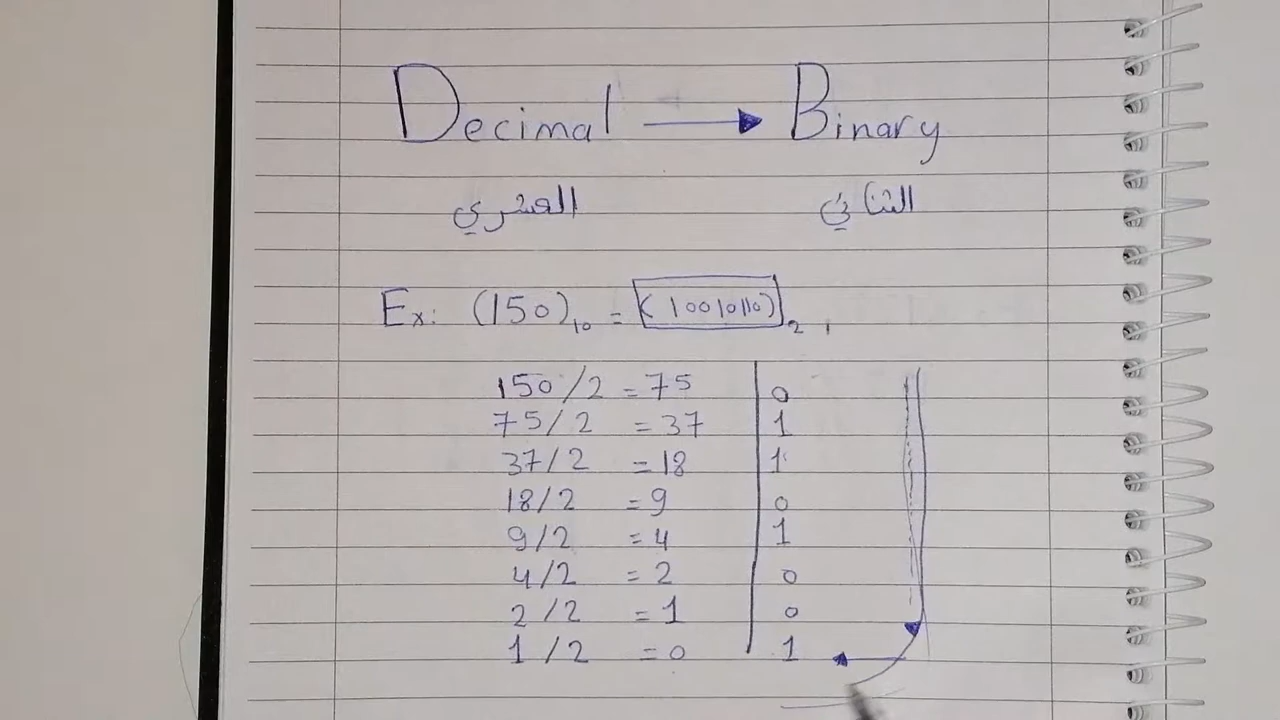 Decimal → Binary
العشري الثنائي
Ex: (150)10 = (10010110)2
150/2 = 75 | 0
75/2 = 37 | 1
37/2 = 18 | 1
18/2 = 9 | 0
9/2 = 4 | 1
4/2 = 2 | 0
2/2 = 1 | 0
1/2 = 0 | 1